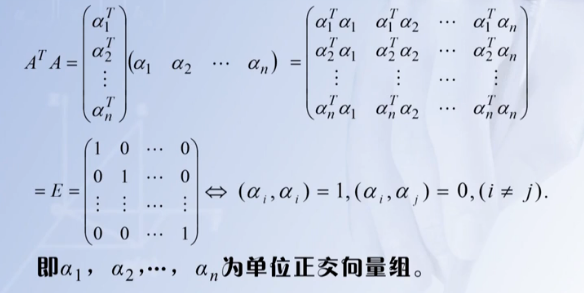 $A^T A = \begin{pmatrix} \alpha_1^T \\ \alpha_2^T \\ \vdots \\ \alpha_n^T \end{pmatrix} (\alpha_1 \quad \alpha_2 \quad \cdots \quad \alpha_n) = \begin{pmatrix} \alpha_1^T\alpha_1 & \alpha_1^T\alpha_2 & \cdots & \alpha_1^T\alpha_n \\ \alpha_2^T\alpha_1 & \alpha_2^T\alpha_2 & \cdots & \alpha_2^T\alpha_n \\ \vdots & \vdots & \cdots & \vdots \\ \alpha_n^T\alpha_1 & \alpha_n^T\alpha_2 & \cdots & \alpha_n^T\alpha_n \end{pmatrix}$
$= E = \begin{pmatrix} 1 & 0 & \cdots & 0 \\ 0 & 1 & \cdots & 0 \\ \vdots & \vdots & \cdots & \vdots \\ 0 & 0 & \cdots & 1 \end{pmatrix} \Leftrightarrow (\alpha_i, \alpha_i) = 1, (\alpha_i, \alpha_j) = 0, (i \neq j).$
即$\alpha_1$， $\alpha_2$,⋯， $\alpha_n$为单位正交向量组。